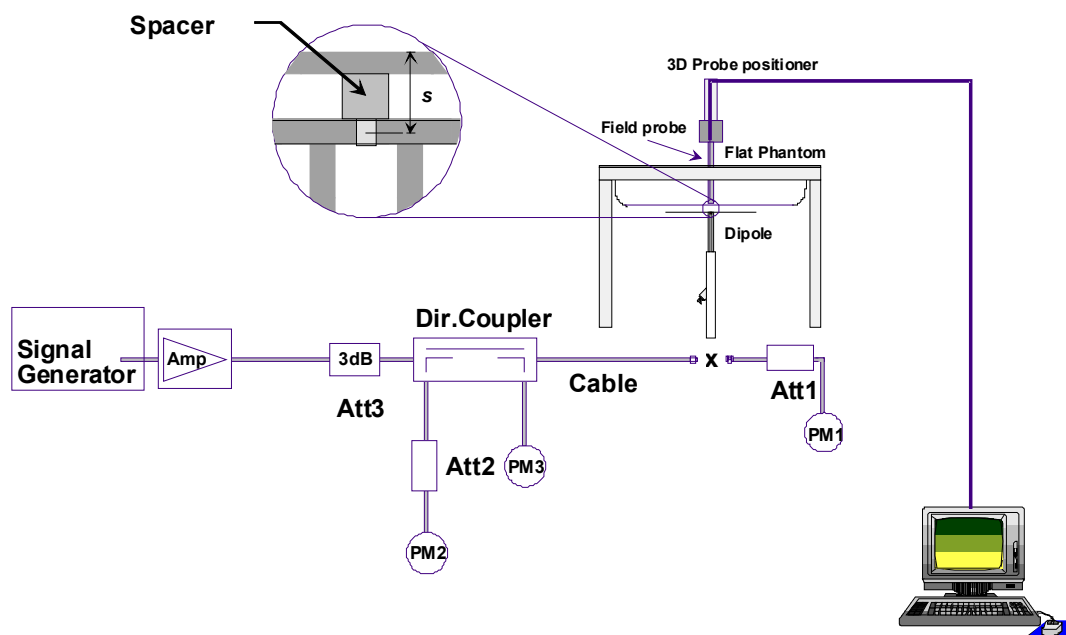 Spacer
s
3D Probe positioner
Field probe
Flat Phantom
Dipole
Dir.Coupler
Signal
Generator
Amp
3dB
Cable
x
Att1
Att3
PM1
Att2
PM3
PM2